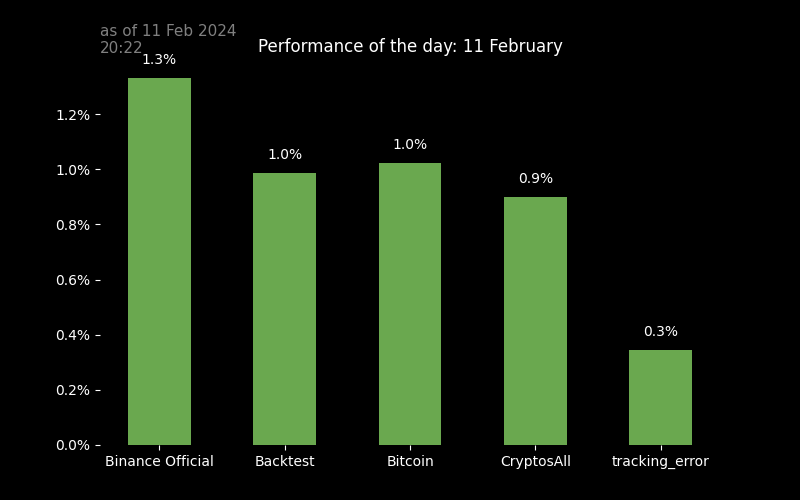 as of 11 Feb 2024
20:22
Performance of the day: 11 February
1.3%
1.0%
1.0%
0.9%
0.3%
1.2%
1.0%
0.8%
0.6%
0.4%
0.2%
0.0%
Binance Official
Backtest
Bitcoin
CryptosAll
tracking_error